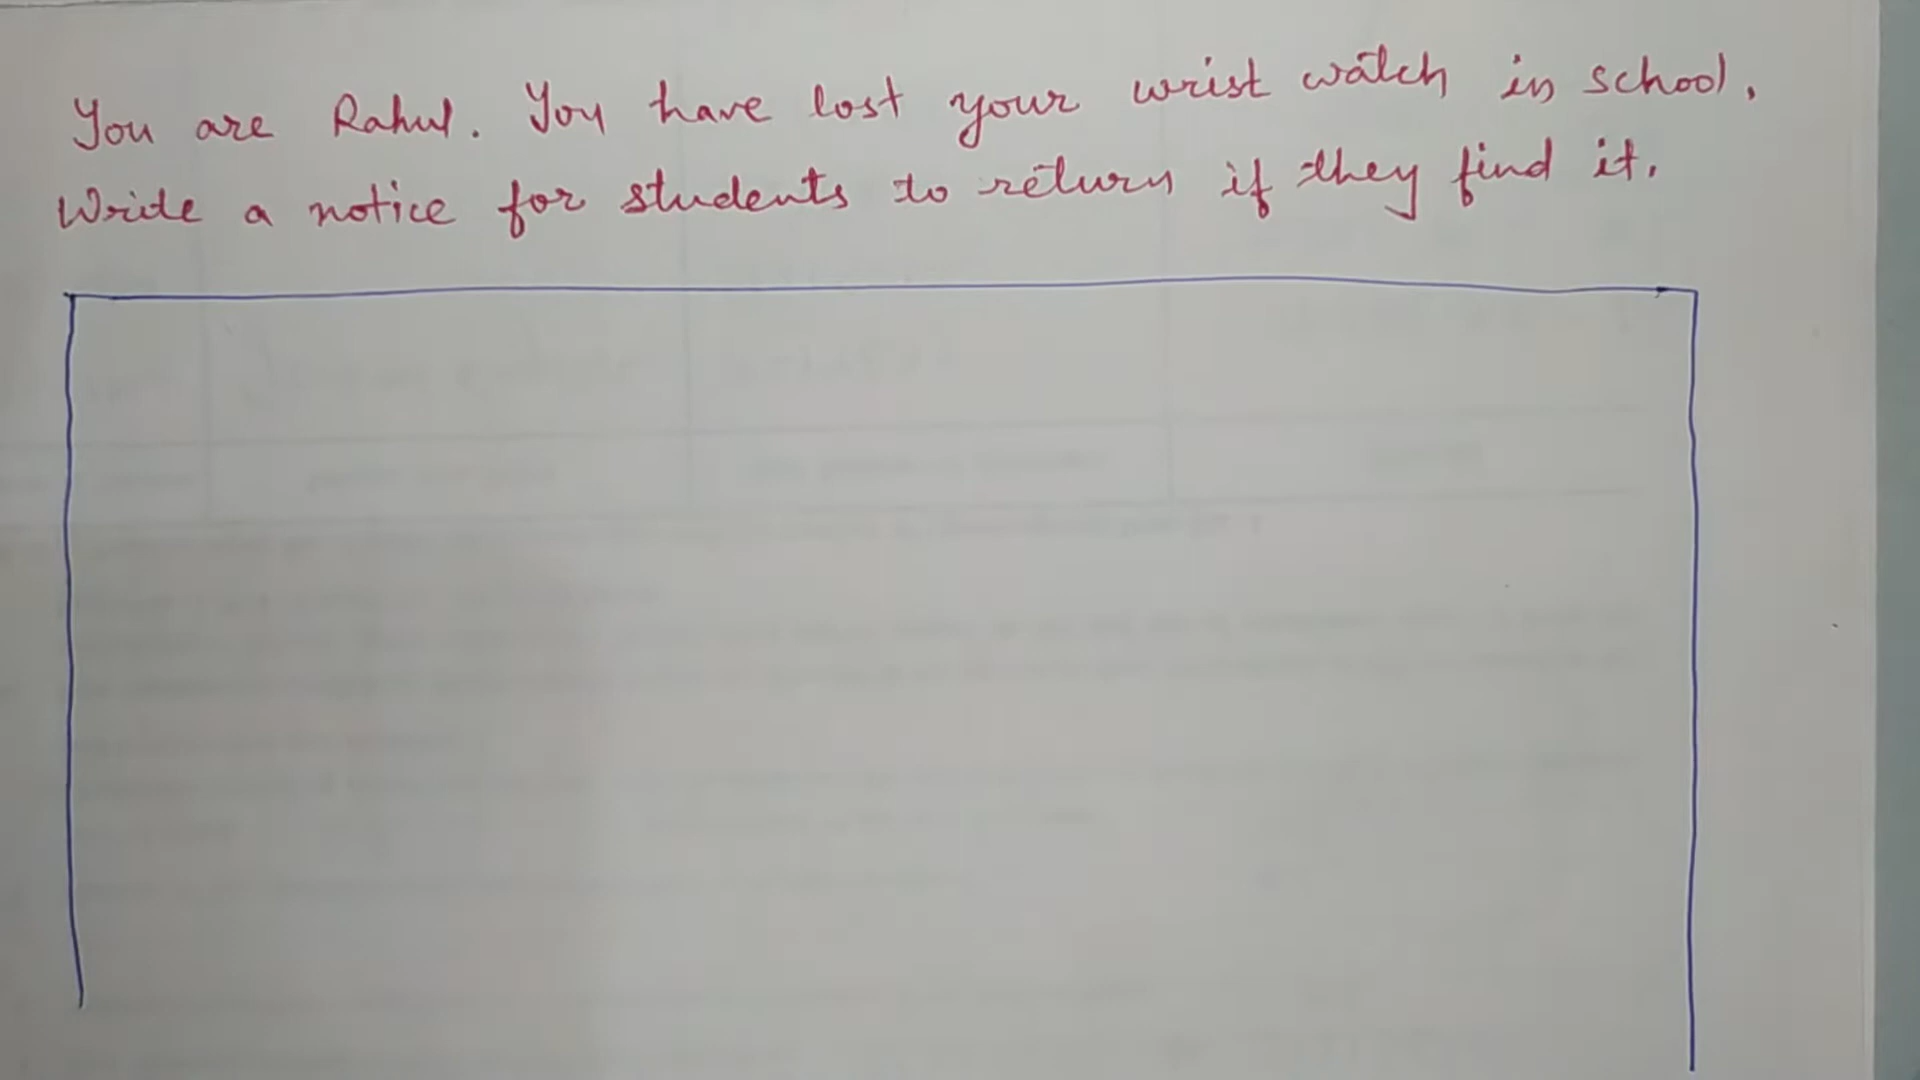 You are Rahul. You have lost your wrist watch in school.
Write a notice for students to return if they find it.